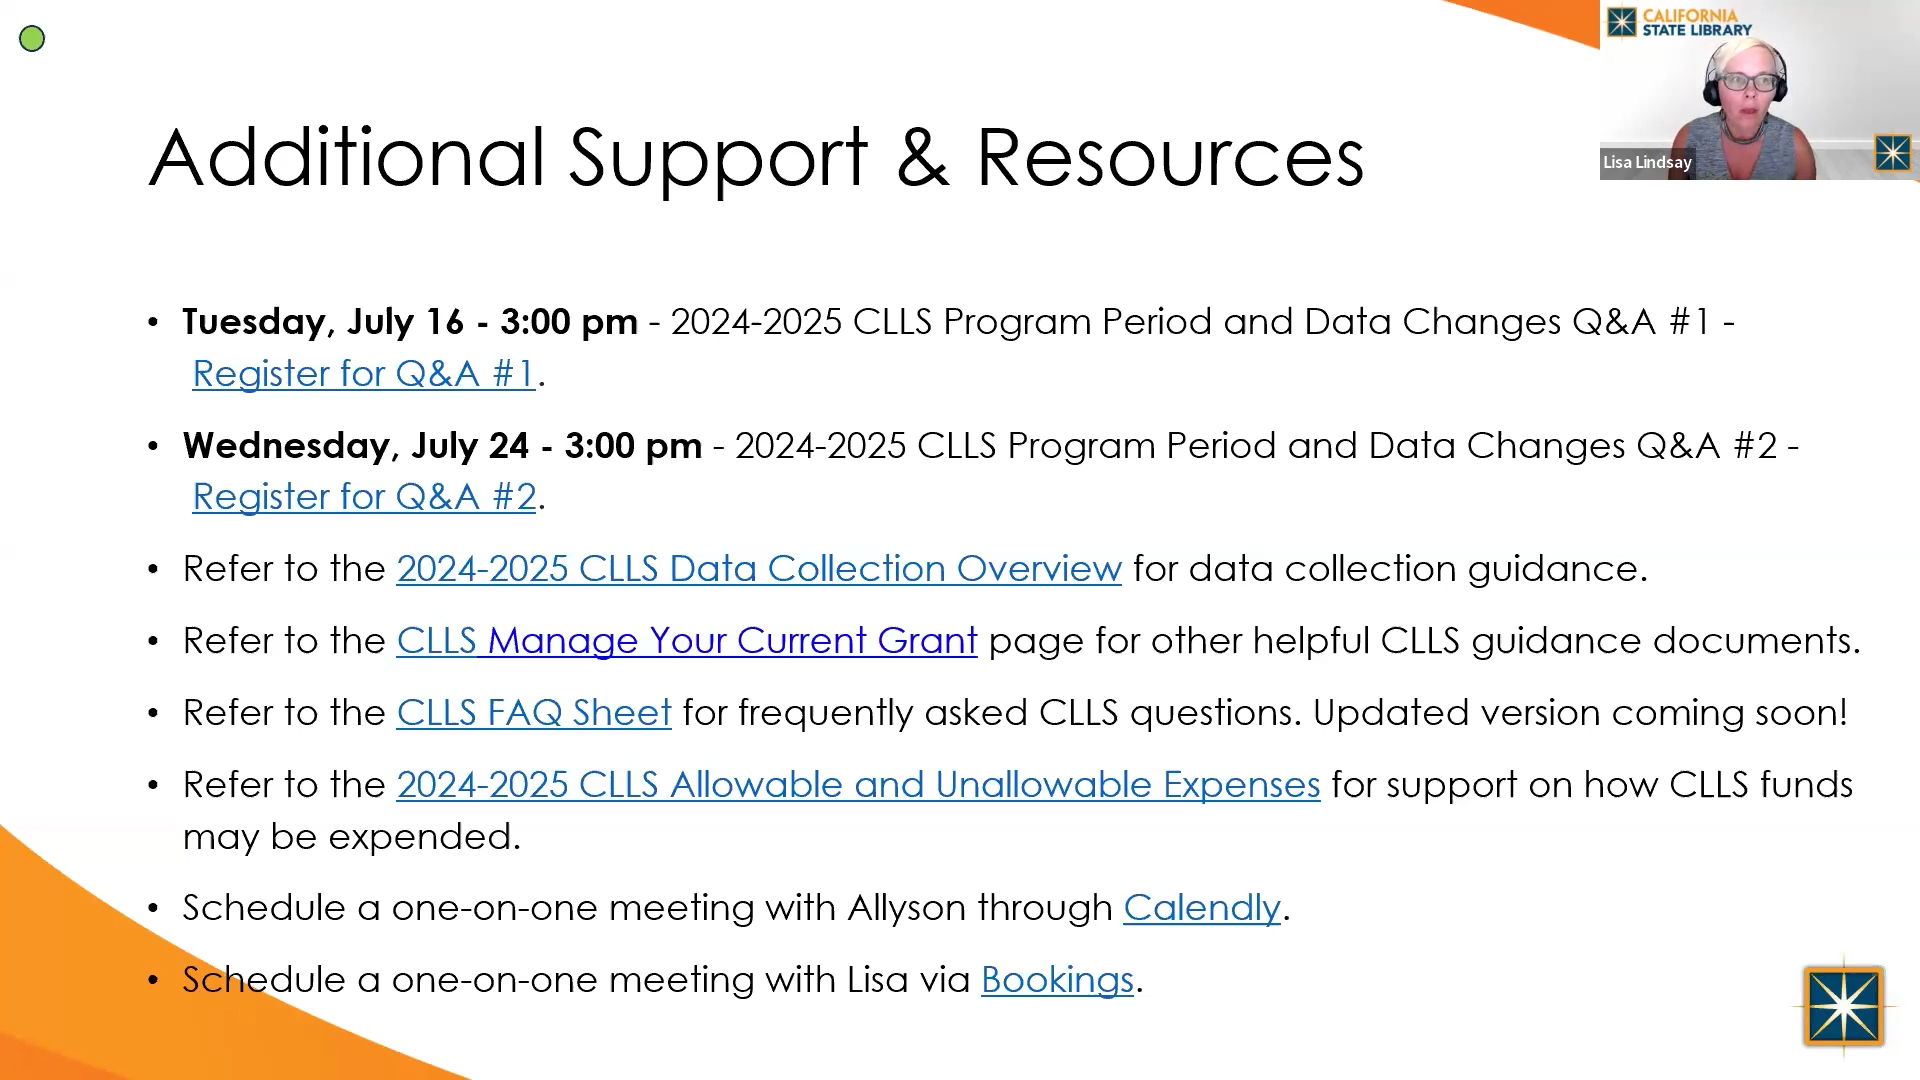 CALIFORNIA
STATE LIBRARY
Lisa Lindsay
Additional Support & Resources
• Tuesday, July 16 - 3:00 pm - 2024-2025 CLLS Program Period and Data Changes Q&A #1 -
Register for Q&A #1.
• Wednesday, July 24 - 3:00 pm - 2024-2025 CLLS Program Period and Data Changes Q&A #2 -
Register for Q&A #2.
• Refer to the 2024-2025 CLLS Data Collection Overview for data collection guidance.
• Refer to the CLLS Manage Your Current Grant page for other helpful CLLS guidance documents.
• Refer to the CLLS FAQ Sheet for frequently asked CLLS questions. Updated version coming soon!
• Refer to the 2024-2025 CLLS Allowable and Unallowable Expenses for support on how CLLS funds
may be expended.
• Schedule a one-on-one meeting with Allyson through Calendly.
• Schedule a one-on-one meeting with Lisa via Bookings.